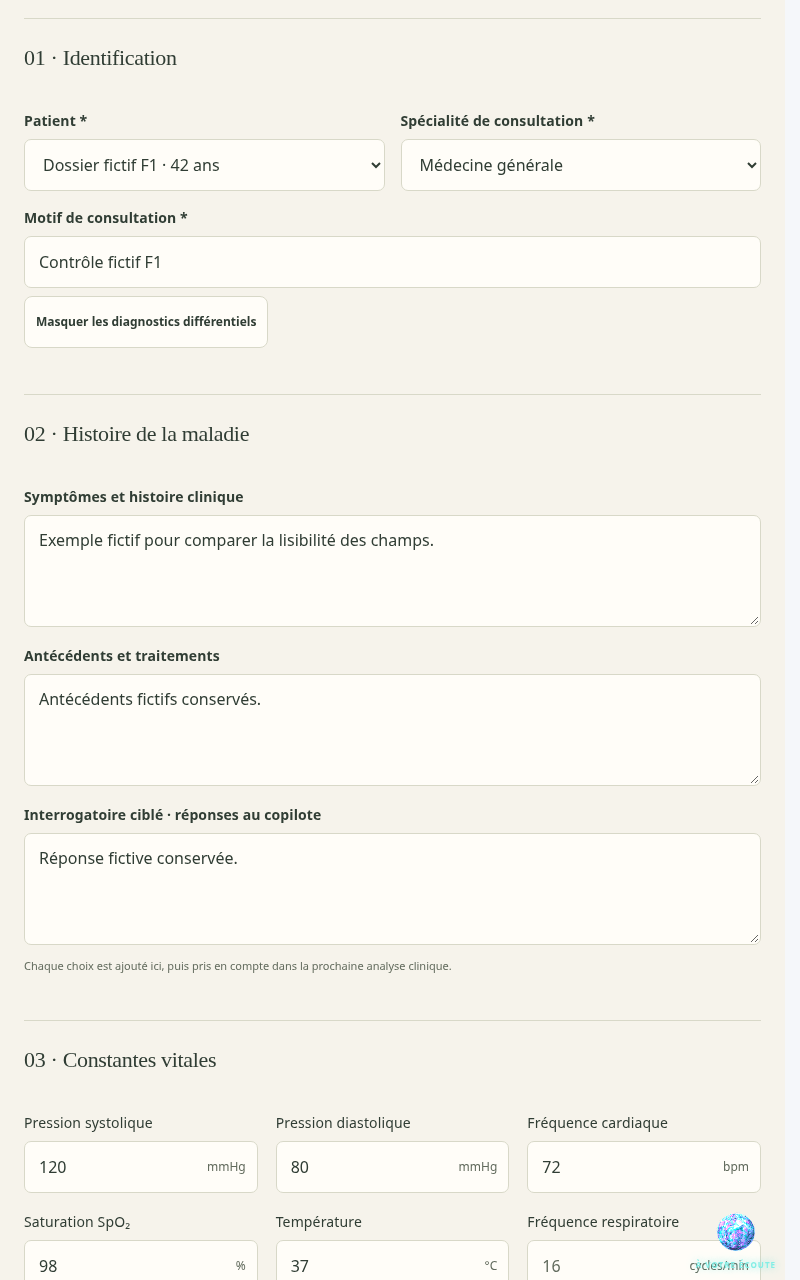 01 · Identification
Patient *
Spécialité de consultation *
Dossier fictif F1 · 42 ans
Médecine générale
Motif de consultation *
Contrôle fictif F1
Masquer les diagnostics différentiels
02 · Histoire de la maladie
Symptômes et histoire clinique
Exemple fictif pour comparer la lisibilité des champs.
Antécédents et traitements
Antécédents fictifs conservés.
Interrogatoire ciblé · réponses au copilote
Réponse fictive conservée.
Chaque choix est ajouté ici, puis pris en compte dans la prochaine analyse clinique.
03 · Constantes vitales
Pression systolique
Pression diastolique
Fréquence cardiaque
120 mmHg
80 mmHg
72 bpm
Saturation SpO₂
Température
Fréquence respiratoire
98 %
37 °C
16 cycles/min